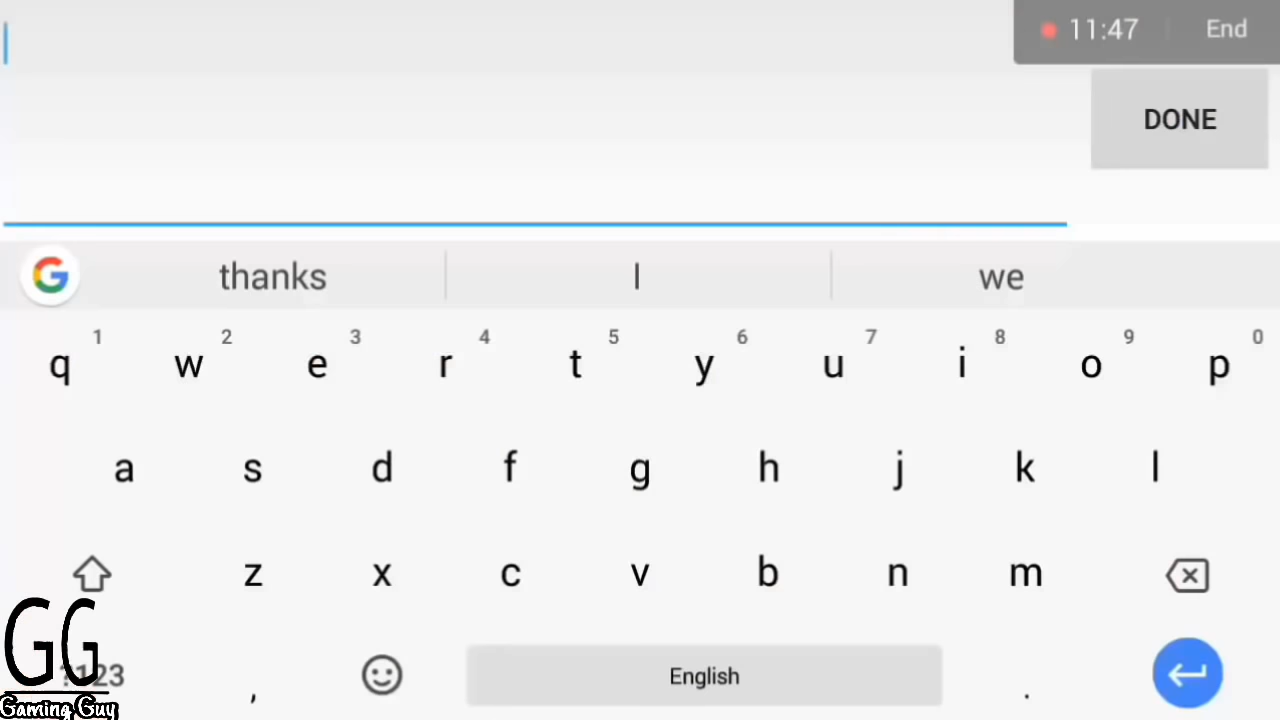 11:47 End
DONE
thanks I we
1 2 3 4 5 6 7 8 9 0
q w e r t y u i o p
a s d f g h j k l
z x c v b n m
GG
?123 , English .
Gaming Guy